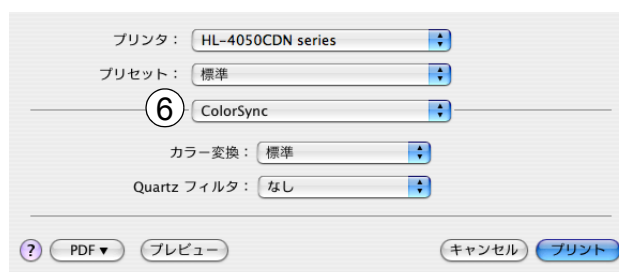 プリンタ： HL-4050CDN series
プリセット： 標準
⑥ ColorSync
カラー変換： 標準
Quartz フィルタ： なし
? PDF▼ プレビュー キャンセル プリント